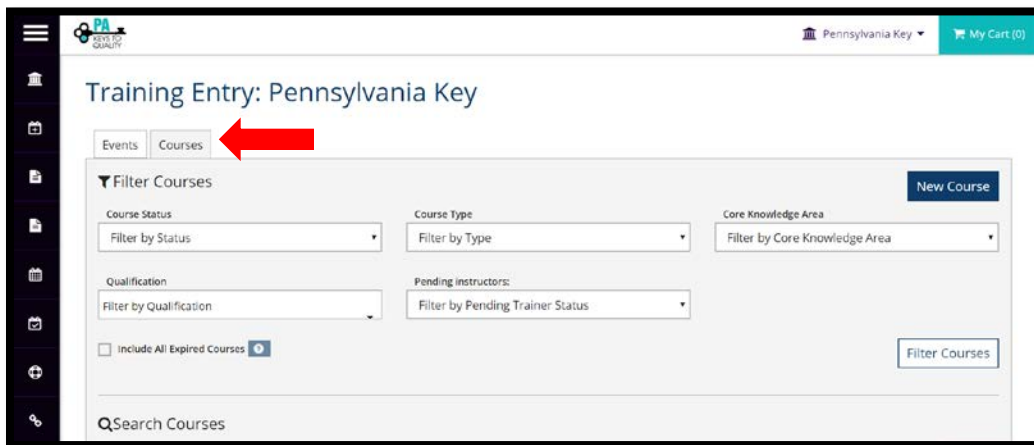 PA
KEYS TO
QUALITY
Pennsylvania Key
My Cart (0)
Training Entry: Pennsylvania Key
Events Courses
Filter Courses
New Course
Course Status Course Type Core Knowledge Area
Filter by Status Filter by Type Filter by Core Knowledge Area
Qualification Pending instructors:
Filter by Qualification Filter by Pending Trainer Status
Include All Expired Courses ?
Filter Courses
Search Courses